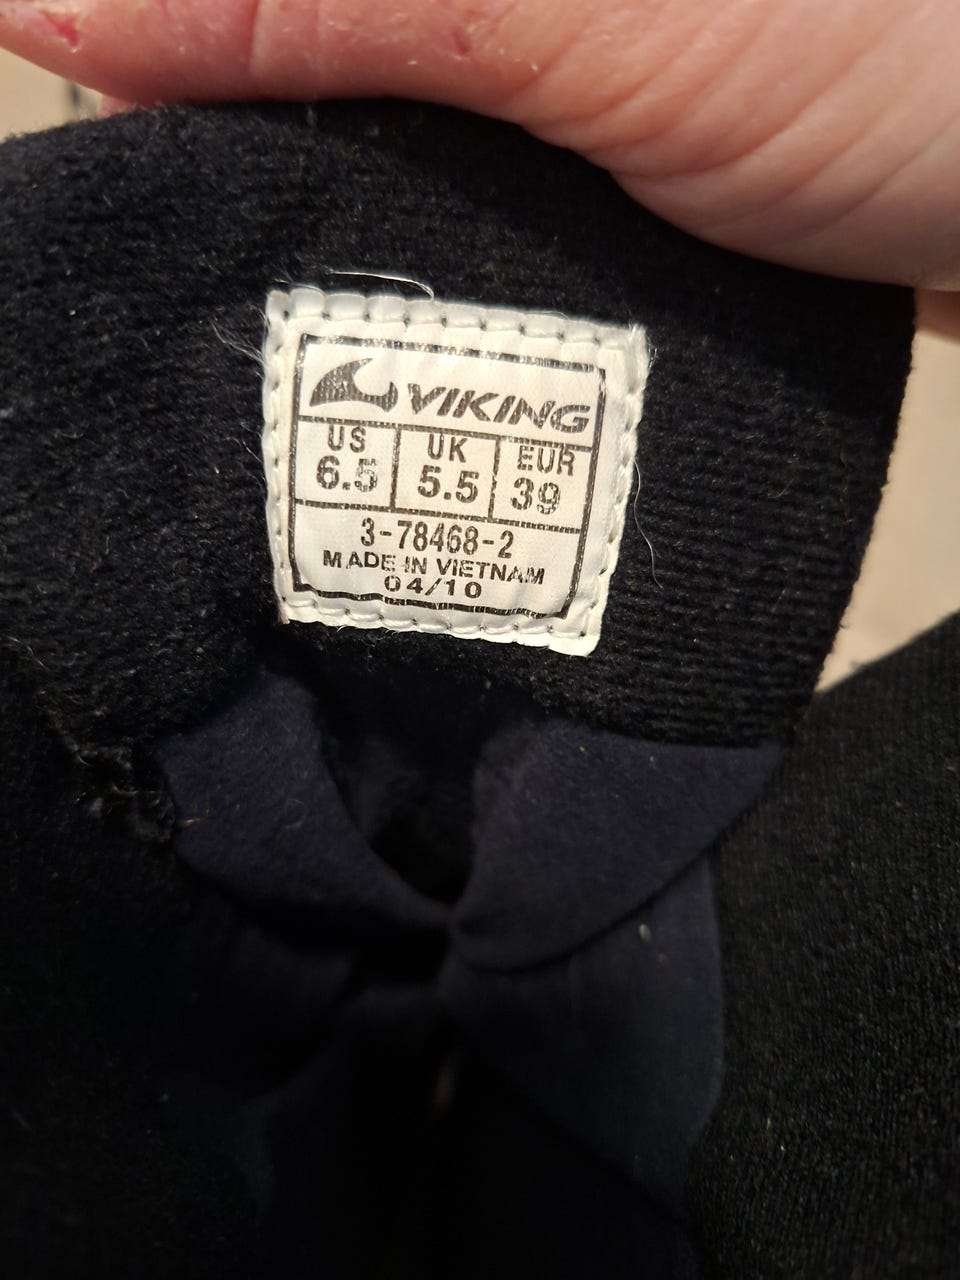 VIKING
US UK EUR
6.5 5.5 39
3-78468-2
MADE IN VIETNAM
04/10